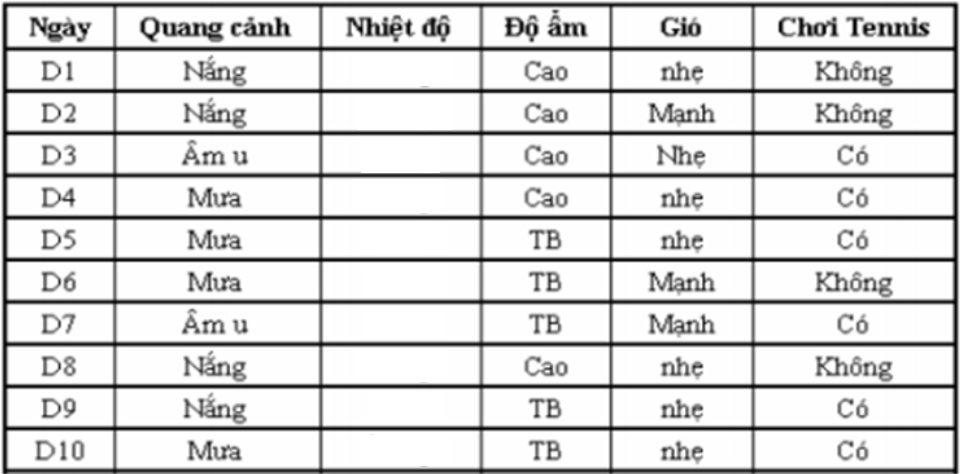 Ngày Quang cảnh Nhiệt độ Độ ẩm Gió Chơi Tennis
D1 Nắng Cao nhẹ Không
D2 Nắng Cao Mạnh Không
D3 Âm u Cao Nhẹ Có
D4 Mưa Cao nhẹ Có
D5 Mưa TB nhẹ Có
D6 Mưa TB Mạnh Không
D7 Âm u TB Mạnh Có
D8 Nắng Cao nhẹ Không
D9 Nắng TB nhẹ Có
D10 Mưa TB nhẹ Có